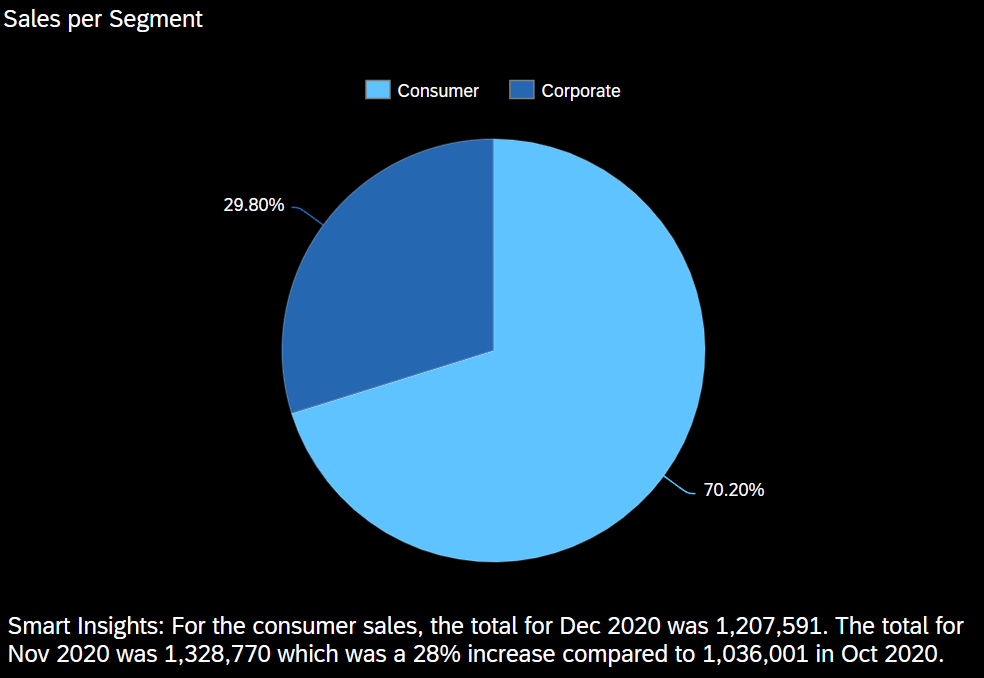 Sales per Segment
Consumer Corporate
29.80%
70.20%
Smart Insights: For the consumer sales, the total for Dec 2020 was 1,207,591. The total for
Nov 2020 was 1,328,770 which was a 28% increase compared to 1,036,001 in Oct 2020.